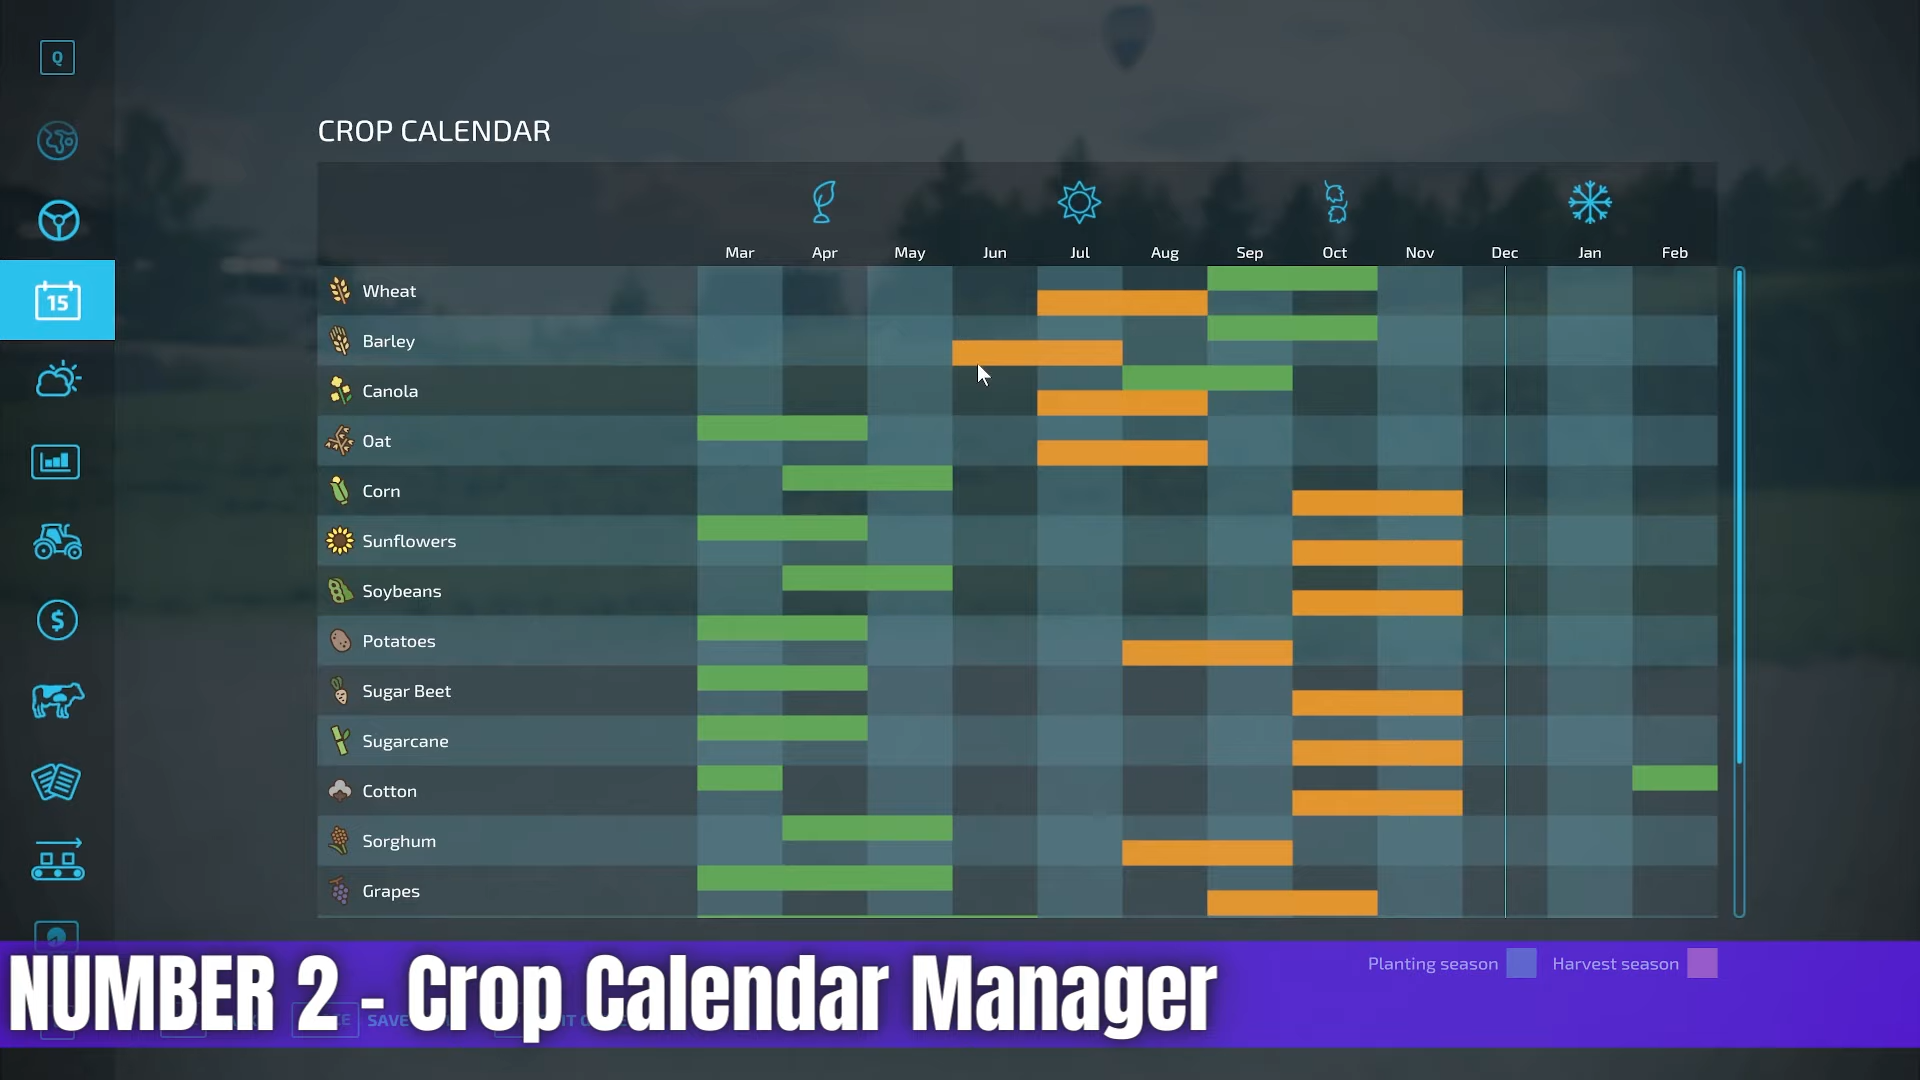 Q
CROP CALENDAR
Mar Apr May Jun Jul Aug Sep Oct Nov Dec Jan Feb
15
Wheat
Barley
Canola
Oat
Corn
Sunflowers
Soybeans
Potatoes
Sugar Beet
Sugarcane
Cotton
Sorghum
Grapes
$
Planting season
Harvest season
NUMBER 2 - Crop Calendar Manager
SAVE